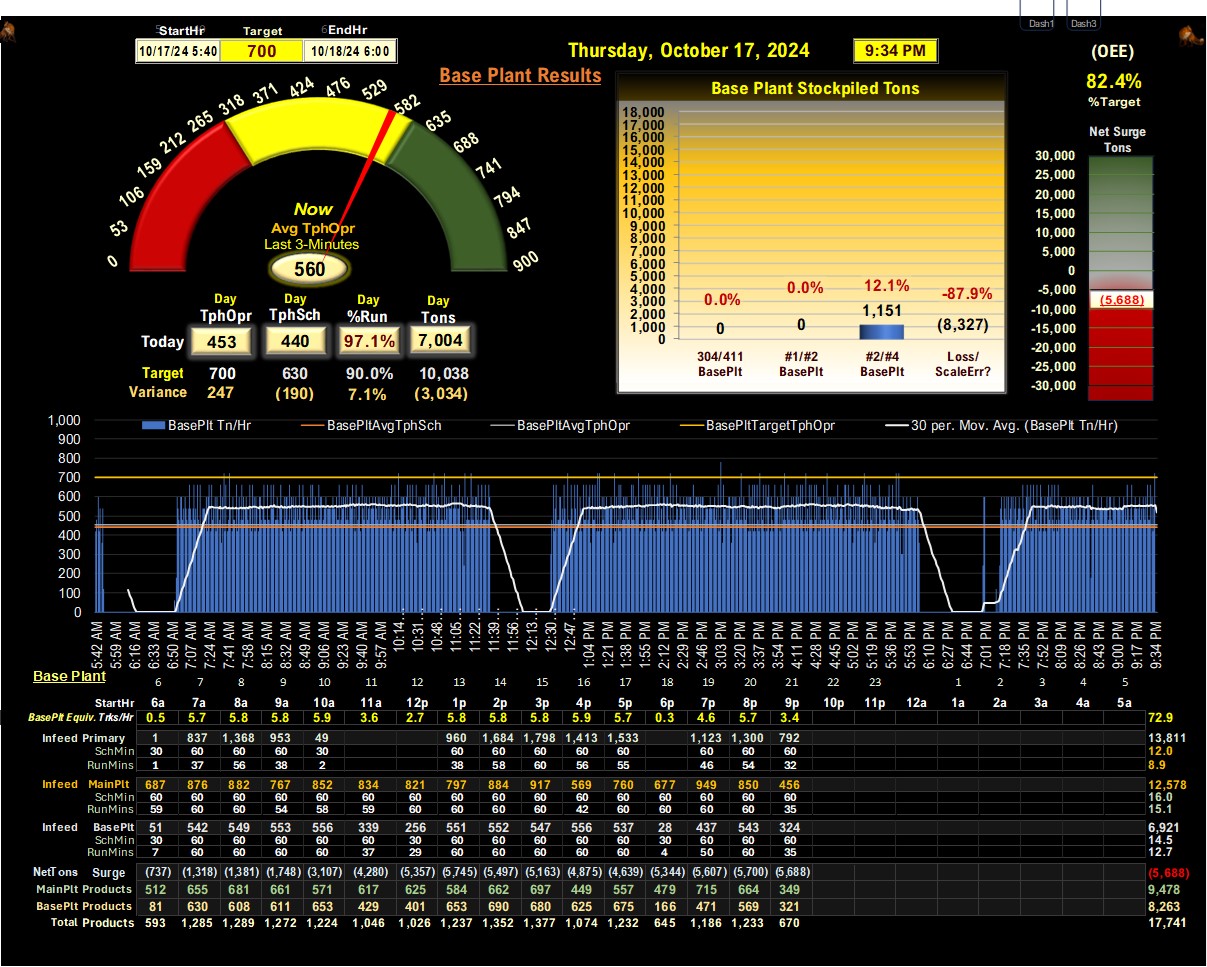 Dash1 Dash3
StartHr Target EndHr
10/17/24 5:40 700 10/18/24 6:00
Thursday, October 17, 2024 9:34 PM
(OEE)
82.4%
%Target
Base Plant Results
Base Plant Stockpiled Tons
Net Surge
Tons
0 53 106 159 212 265 318 371 424 476 529 582 635 688 741 794 847 900
Now
Avg TphOpr
Last 3-Minutes
560
18,000
17,000
16,000
15,000
14,000
13,000
12,000
11,000
10,000
9,000
8,000
7,000
6,000
5,000
4,000
3,000
2,000
1,000
0
0.0% 0.0% 12.1% -87.9%
0 0 1,151 (8,327)
304/411 #1/#2 #2/#4 Loss/
BasePlt BasePlt BasePlt ScaleErr?
30,000
25,000
20,000
15,000
10,000
5,000
0
-5,000
(5,688)
-10,000
-15,000
-20,000
-25,000
-30,000
Day Day Day Day
TphOpr TphSch %Run Tons
Today 453 440 97.1% 7,004
Target 700 630 90.0% 10,038
Variance 247 (190) 7.1% (3,034)
BasePlt Tn/Hr BasePltAvgTphSch BasePltAvgTphOpr BasePltTargetTphOpr 30 per. Mov. Avg. (BasePlt Tn/Hr)
1,000
900
800
700
600
500
400
300
200
100
0
5:42 AM 5:59 AM 6:16 AM 6:33 AM 6:50 AM 7:07 AM 7:24 AM 7:41 AM 7:58 AM 8:15 AM 8:32 AM 8:49 AM 9:06 AM 9:23 AM 9:40 AM 9:57 AM 10:14... 10:31... 10:48... 11:05... 11:22... 11:39... 11:56... 12:13... 12:30... 12:47... 1:04 PM 1:21 PM 1:38 PM 1:55 PM 2:12 PM 2:29 PM 2:46 PM 3:03 PM 3:20 PM 3:37 PM 3:54 PM 4:11 PM 4:28 PM 4:45 PM 5:02 PM 5:19 PM 5:36 PM 5:53 PM 6:10 PM 6:27 PM 6:44 PM 7:01 PM 7:18 PM 7:35 PM 7:52 PM 8:09 PM 8:26 PM 8:43 PM 9:00 PM 9:17 PM 9:34 PM
Base Plant
6 7 8 9 10 11 12 13 14 15 16 17 18 19 20 21 22 23 1 2 3 4 5
StartHr 6a 7a 8a 9a 10a 11a 12p 1p 2p 3p 4p 5p 6p 7p 8p 9p 10p 11p 12a 1a 2a 3a 4a 5a
BasePlt Equiv. Trks/Hr 0.5 5.7 5.8 5.8 5.9 3.6 2.7 5.8 5.8 5.8 5.9 5.7 0.3 4.6 5.7 3.4 72.9
Infeed Primary 1 837 1,368 953 49 960 1,684 1,798 1,413 1,533 1,123 1,300 792 13,811
SchMin 30 60 60 60 30 60 60 60 60 60 60 60 60 12.0
RunMins 1 37 56 38 2 38 58 60 56 55 46 54 32 8.9
Infeed MainPlt 687 876 882 767 852 834 821 797 884 917 569 760 677 949 850 456 12,578
SchMin 60 60 60 60 60 60 60 60 60 60 60 60 60 60 60 60 16.0
RunMins 59 60 60 54 58 59 60 60 60 60 42 60 60 60 60 35 15.1
Infeed BasePlt 51 542 549 553 556 339 256 551 552 547 556 537 28 437 543 324 6,921
SchMin 30 60 60 60 60 60 30 60 60 60 60 60 30 60 60 60 14.5
RunMins 7 60 60 60 60 37 29 60 60 60 60 60 4 50 60 35 12.7
NetTons Surge (737) (1,318) (1,381) (1,748) (3,107) (4,280) (5,357) (5,745) (5,497) (5,163) (4,875) (4,639) (5,344) (5,607) (5,700) (5,688) (5,688)
MainPlt Products 512 655 681 661 571 617 625 584 662 697 449 557 479 715 664 349 9,478
BasePlt Products 81 630 608 611 653 429 401 653 690 680 625 675 166 471 569 321 8,263
Total Products 593 1,285 1,289 1,272 1,224 1,046 1,026 1,237 1,352 1,377 1,074 1,232 645 1,186 1,233 670 17,741